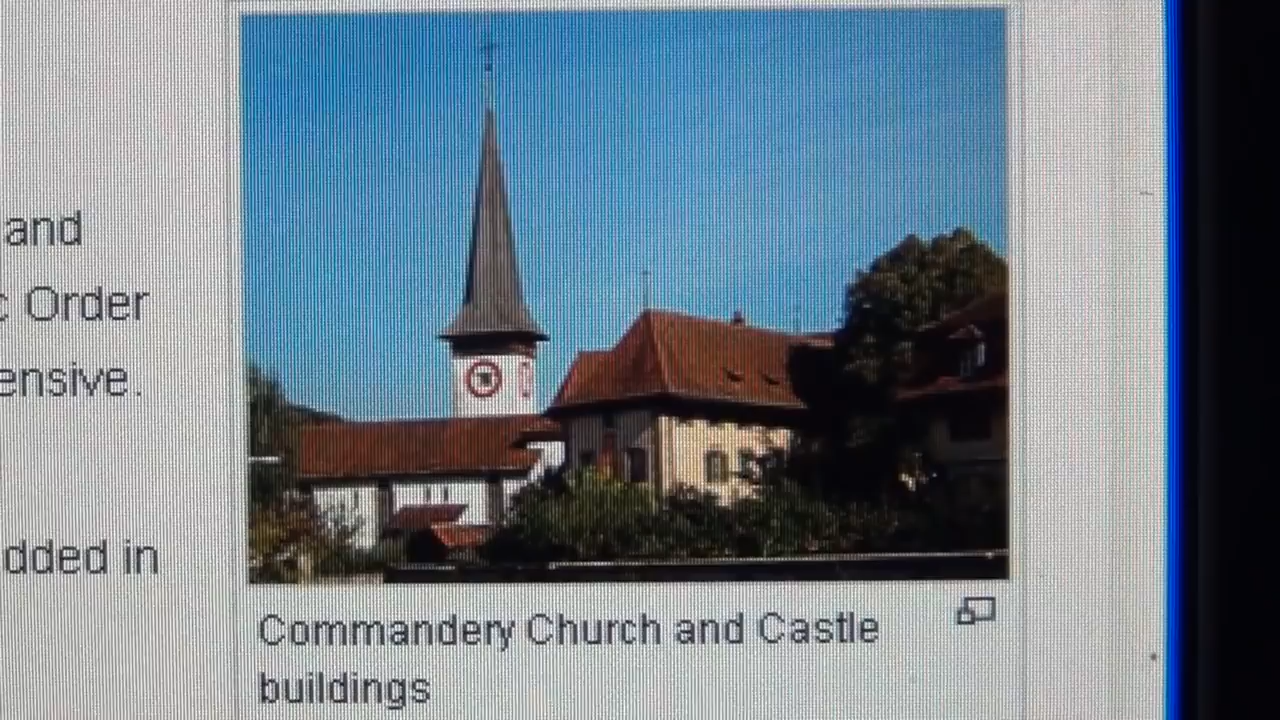 and
c Order
ensive.
dded in
Commandery Church and Castle
buildings